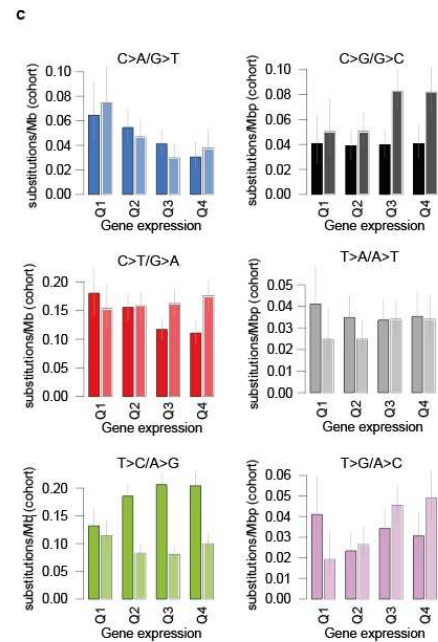 c
C>A/G>T
substitutions/Mb (cohort)
0.10
0.08
0.06
0.04
0.02
0.00
Q1
Q2
Q3
Q4
Gene expression
C>G/G>C
substitutions/Mbp (cohort)
0.10
0.08
0.06
0.04
0.02
0.00
Q1
Q2
Q3
Q4
Gene expression
C>T/G>A
substitutions/Mb (cohort)
0.20
0.15
0.10
0.05
0.00
Q1
Q2
Q3
Q4
Gene expression
T>A/A>T
substitutions/Mbp (cohort)
0.05
0.04
0.03
0.02
0.01
0.00
Q1
Q2
Q3
Q4
Gene expression
T>C/A>G
substitutions/Mb (cohort)
0.20
0.15
0.10
0.05
0.00
Q1
Q2
Q3
Q4
Gene expression
T>G/A>C
substitutions/Mbp (cohort)
0.06
0.05
0.04
0.03
0.02
0.01
0.00
Q1
Q2
Q3
Q4
Gene expression